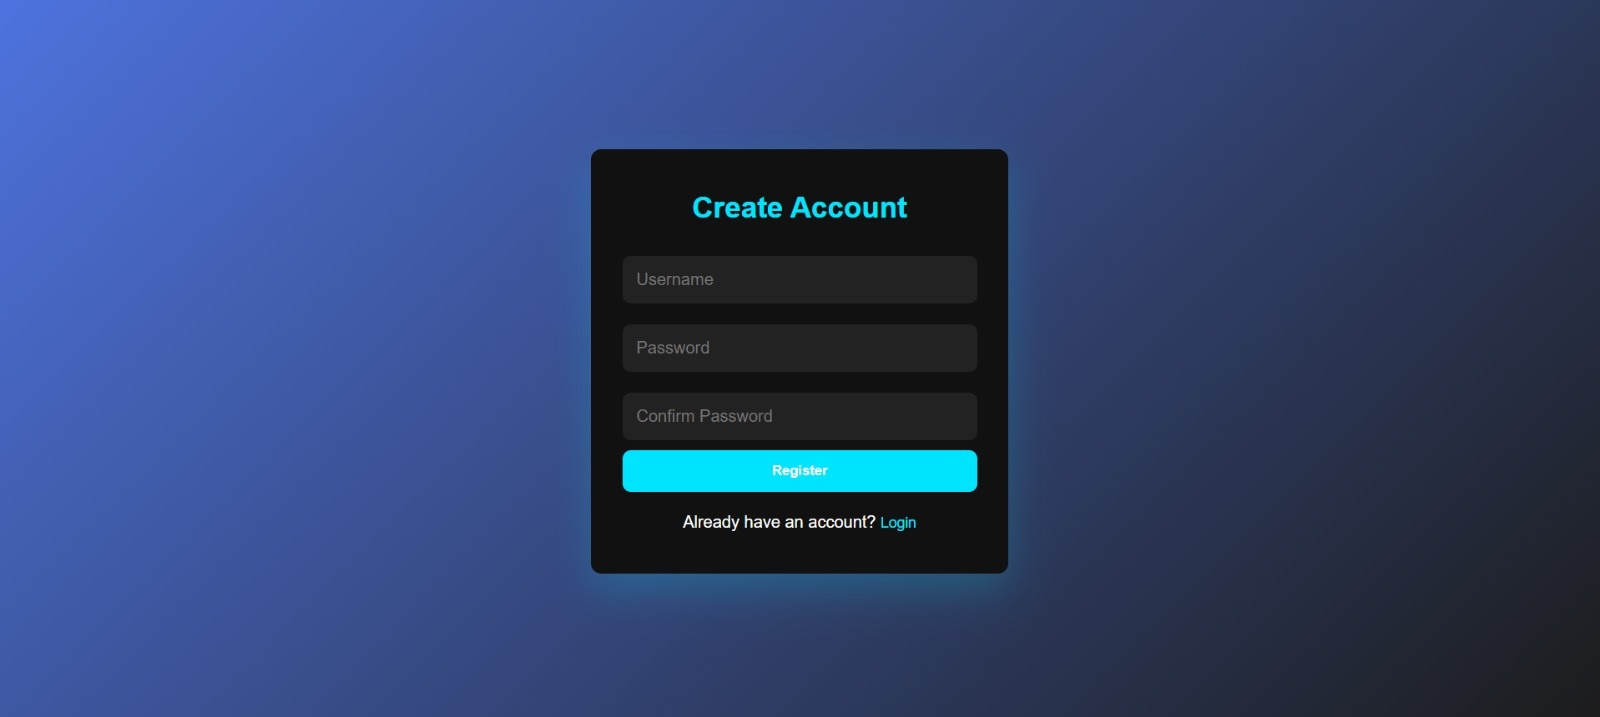 Create Account
Username
Password
Confirm Password
Register
Already have an account? Login